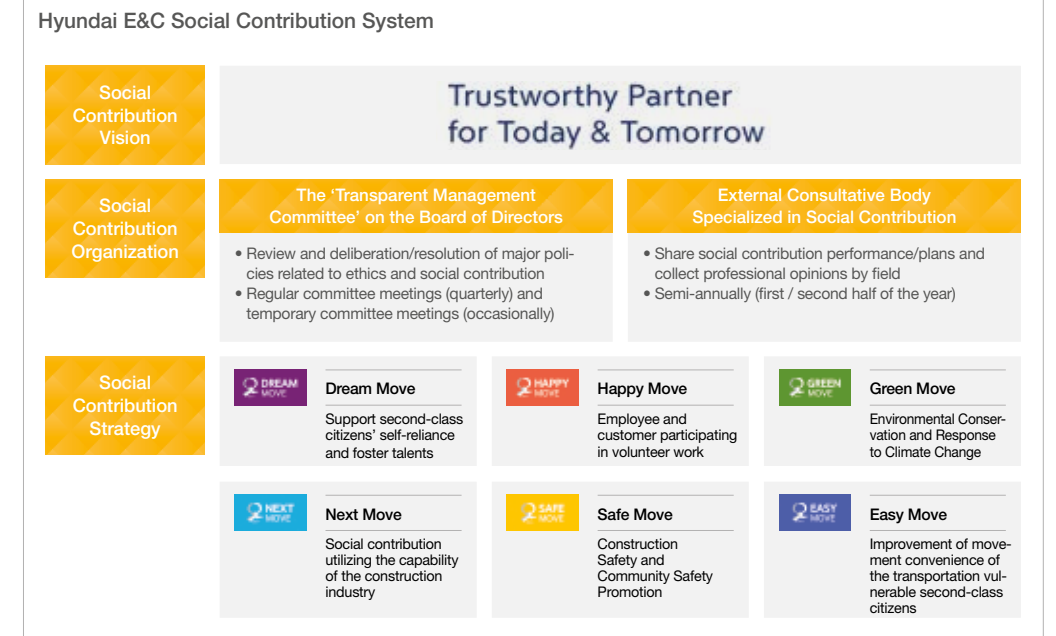 Hyundai E&C Social Contribution System
Social
Contribution
Vision
Trustworthy Partner
for Today & Tomorrow
Social
Contribution
Organization
The ‘Transparent Management
Committee’ on the Board of Directors
• Review and deliberation/resolution of major poli-
cies related to ethics and social contribution
• Regular committee meetings (quarterly) and
temporary committee meetings (occasionally)
External Consultative Body
Specialized in Social Contribution
• Share social contribution performance/plans and
collect professional opinions by field
• Semi-annually (first / second half of the year)
Social
Contribution
Strategy
DREAM
MOVE
Dream Move
Support second-class
citizens’ self-reliance
and foster talents
HAPPY
MOVE
Happy Move
Employee and
customer participating
in volunteer work
GREEN
MOVE
Green Move
Environmental Conser-
vation and Response
to Climate Change
NEXT
MOVE
Next Move
Social contribution
utilizing the capability
of the construction
industry
SAFE
MOVE
Safe Move
Construction
Safety and
Community Safety
Promotion
EASY
MOVE
Easy Move
Improvement of move-
ment convenience of
the transportation vul-
nerable second-class
citizens